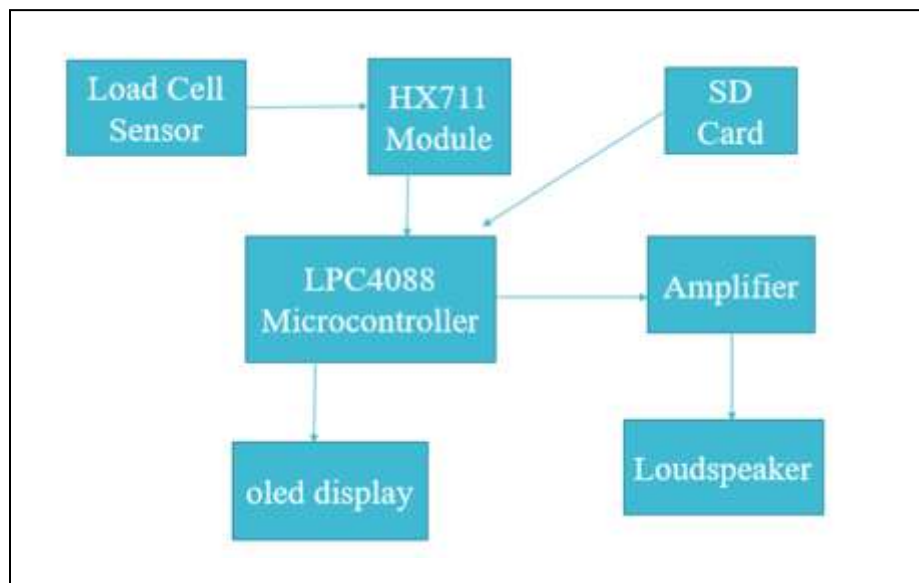 Load Cell
Sensor
HX711
Module
SD
Card
LPC4088
Microcontroller
Amplifier
oled display
Loudspeaker